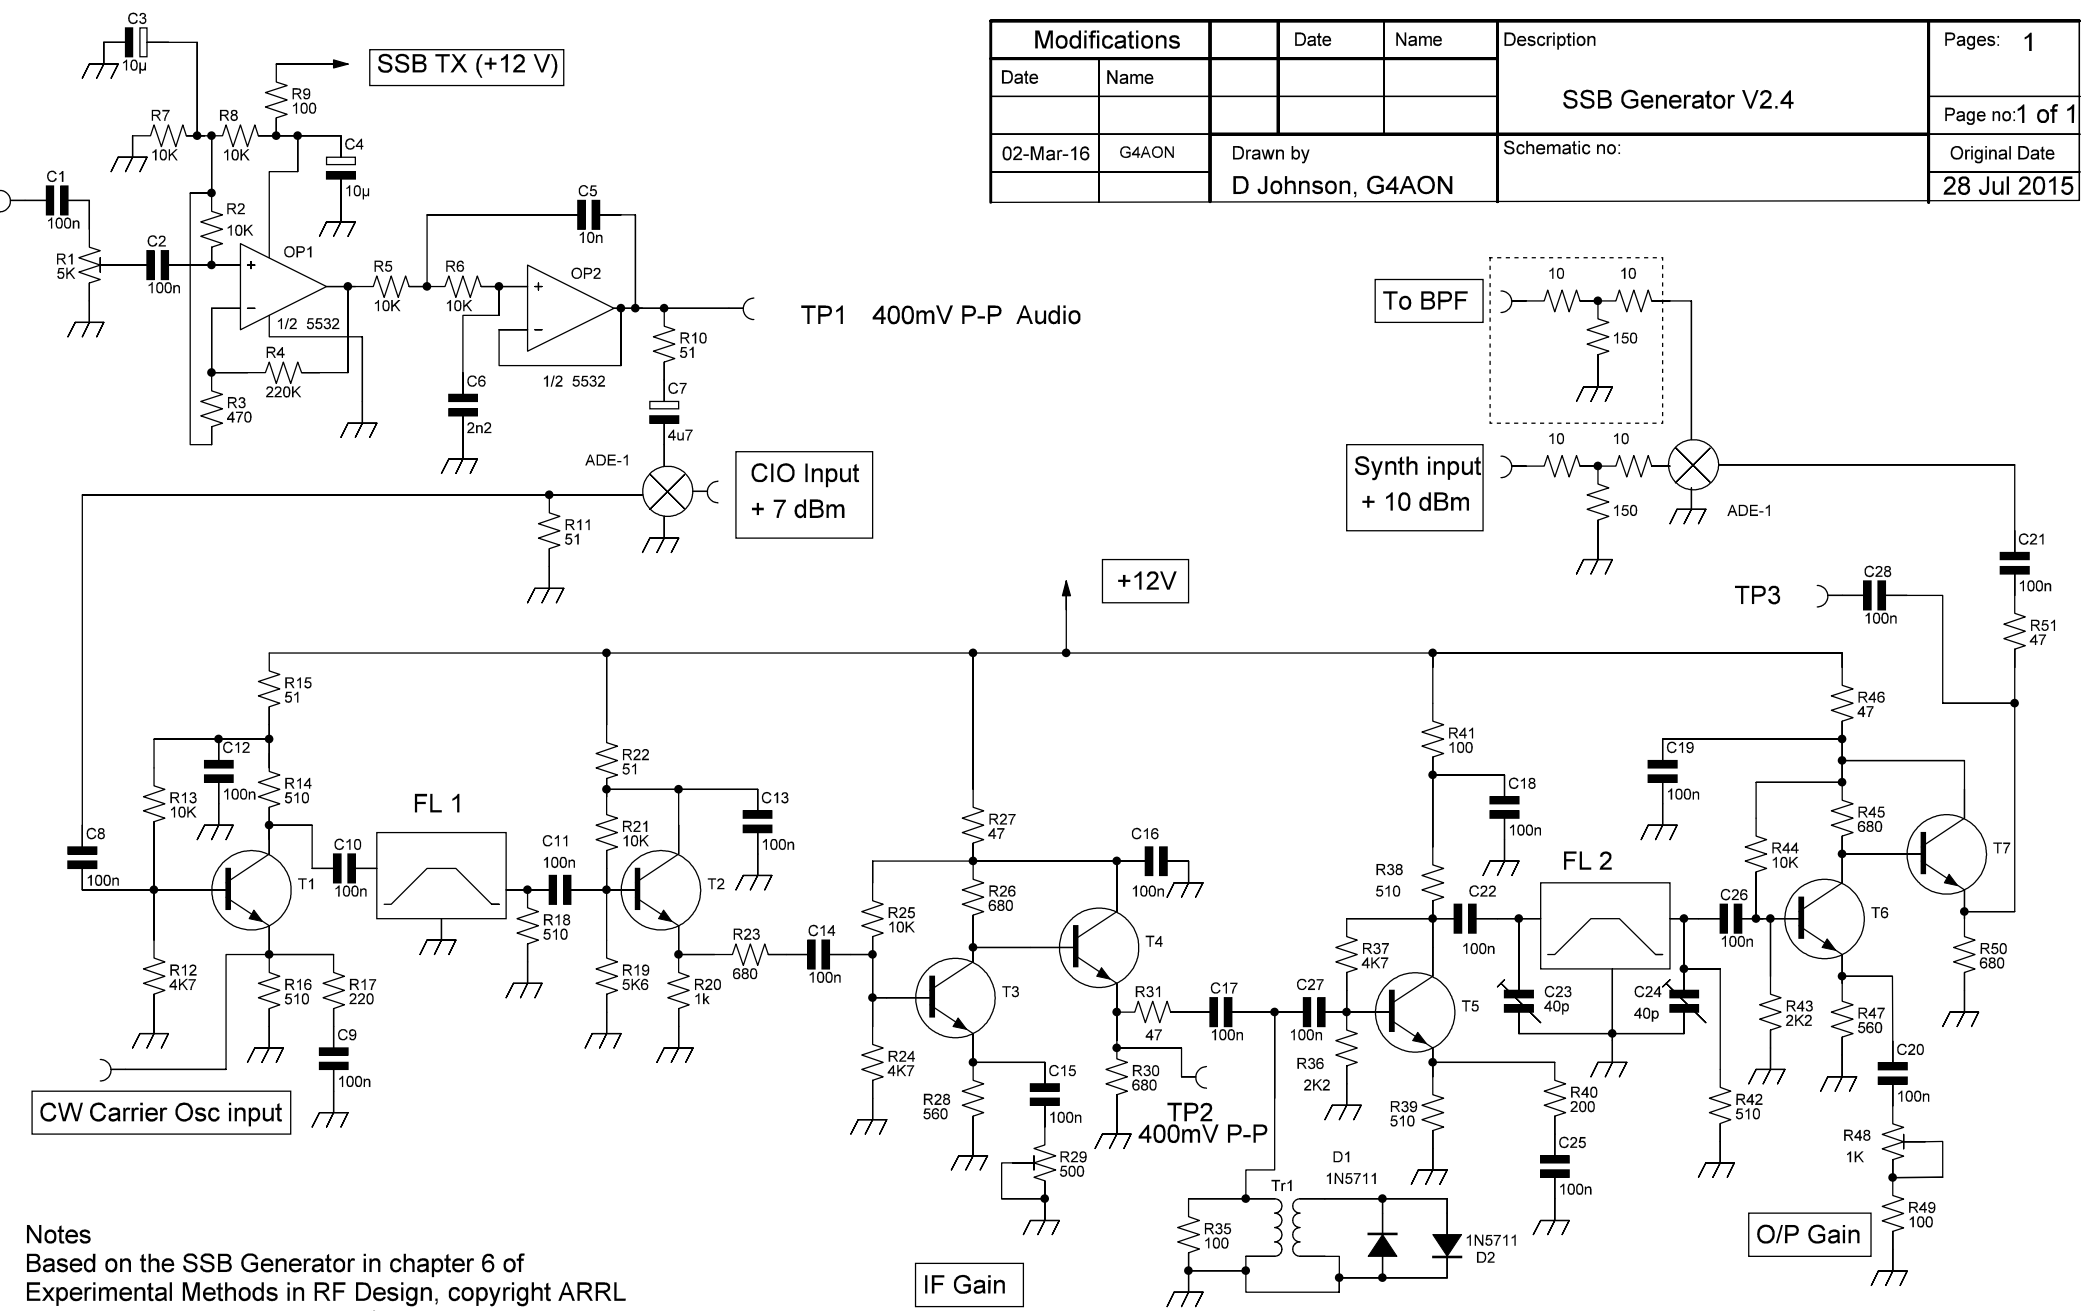 Modifications
Date
Name
Date
Name
02-Mar-16
G4AON
Drawn by
D Johnson, G4AON
Description
SSB Generator V2.4
Schematic no:
Pages: 1
Page no:1 of 1
Original Date
28 Jul 2015
C3
10µ
SSB TX (+12 V)
R9
100
R7
10K
R8
10K
C4
10µ
C1
100n
R1
5K
C2
100n
R2
10K
+
-
OP1
1/2 5532
R4
220K
R3
470
R5
10K
R6
10K
C5
10n
+
-
OP2
1/2 5532
C6
2n2
R10
51
C7
4u7
TP1 400mV P-P Audio
ADE-1
CIO Input
+ 7 dBm
R11
51
To BPF
10
10
150
Synth input
+ 10 dBm
10
10
150
ADE-1
C21
100n
R51
47
TP3
C28
100n
+12V
R15
51
C12
100n
R14
510
R13
10K
C8
100n
T1
R12
4K7
R16
510
R17
220
C9
100n
CW Carrier Osc input
C10
100n
FL 1
R18
510
C11
100n
R22
51
R21
10K
C13
100n
T2
R19
5K6
R20
1k
R23
680
C14
100n
R25
10K
R24
4K7
R27
47
R26
680
C16
100n
T3
T4
R28
560
C15
100n
R29
500
IF Gain
R31
47
R30
680
TP2
400mV P-P
C17
100n
C27
100n
R37
4K7
R36
2K2
R41
100
C18
100n
R38
510
T5
R39
510
R40
200
C25
100n
Tr1
R35
100
D1
1N5711
1N5711
D2
C22
100n
FL 2
C23
40p
C24
40p
R42
510
C26
100n
C19
100n
R46
47
R45
680
R44
10K
R43
2K2
T6
T7
R47
560
R50
680
C20
100n
R48
1K
R49
100
O/P Gain
Notes
Based on the SSB Generator in chapter 6 of
Experimental Methods in RF Design, copyright ARRL